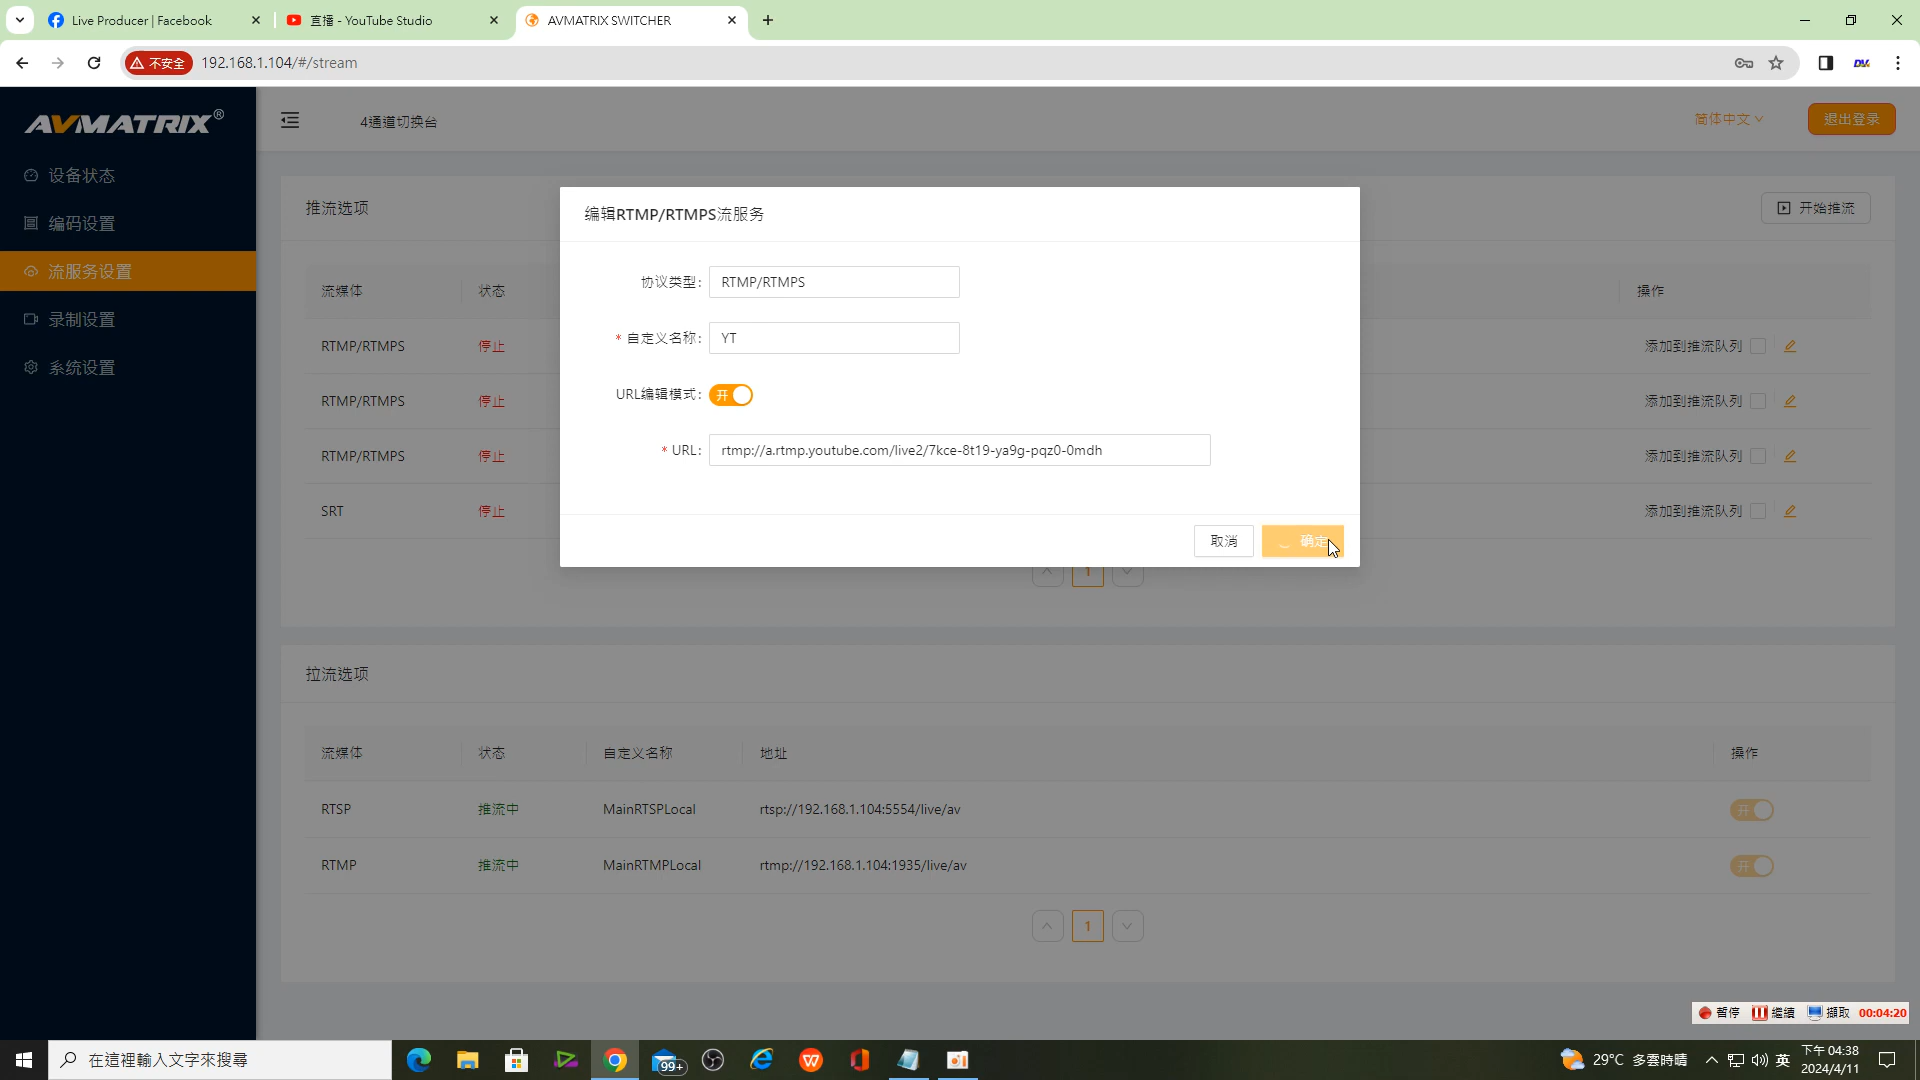 Live Producer | Facebook
直播 - YouTube Studio
AVMATRIX SWITCHER
不安全
192.168.1.104/#/stream
DV
AVMATRIX®
4通道切换台
简体中文
退出登录
设备状态
编码设置
流服务设置
录制设置
系统设置
推流选项
开始推流
流媒体
状态
操作
RTMP/RTMPS
停止
添加到推流队列
RTMP/RTMPS
停止
添加到推流队列
RTMP/RTMPS
停止
添加到推流队列
SRT
停止
添加到推流队列
1
编辑RTMP/RTMPS流服务
协议类型:
RTMP/RTMPS
* 自定义名称:
YT
URL编辑模式:
开
* URL:
rtmp://a.rtmp.youtube.com/live2/7kce-8t19-ya9g-pqz0-0mdh
取消
确定
拉流选项
流媒体
状态
自定义名称
地址
操作
RTSP
推流中
MainRTSPLocal
rtsp://192.168.1.104:5554/live/av
开
RTMP
推流中
MainRTMPLocal
rtmp://192.168.1.104:1935/live/av
开
1
暫停
繼續
擷取
00:04:20
在這裡輸入文字來搜尋
99+
29°C 多雲時晴
英
下午 04:38
2024/4/11